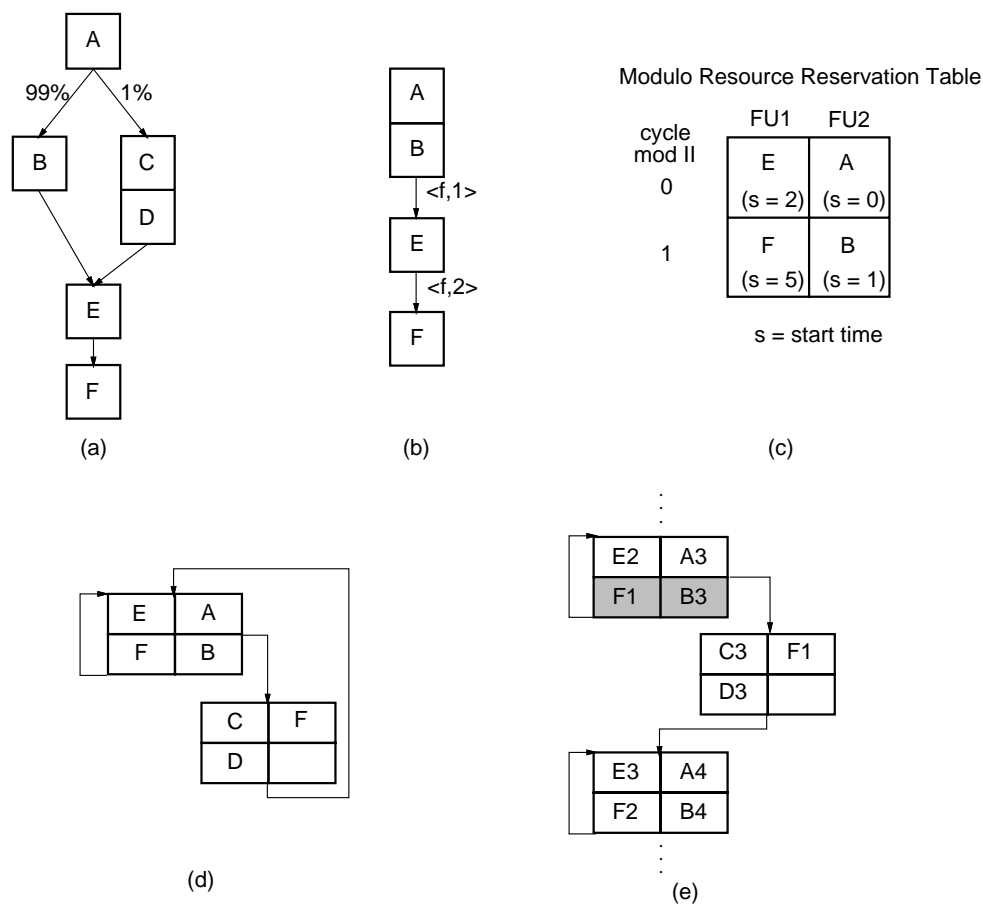 A
99%
1%
B
C
D
E
F
(a)
A
B
<f,1>
E
<f,2>
F
(b)
Modulo Resource Reservation Table
FU1 FU2
cycle
mod II
0
E
(s = 2)
A
(s = 0)
1
F
(s = 5)
B
(s = 1)
s = start time
(c)
E A
F B
C F
D
(d)
. . .
E2 A3
F1 B3
C3 F1
D3
E3 A4
F2 B4
. . .
(e)